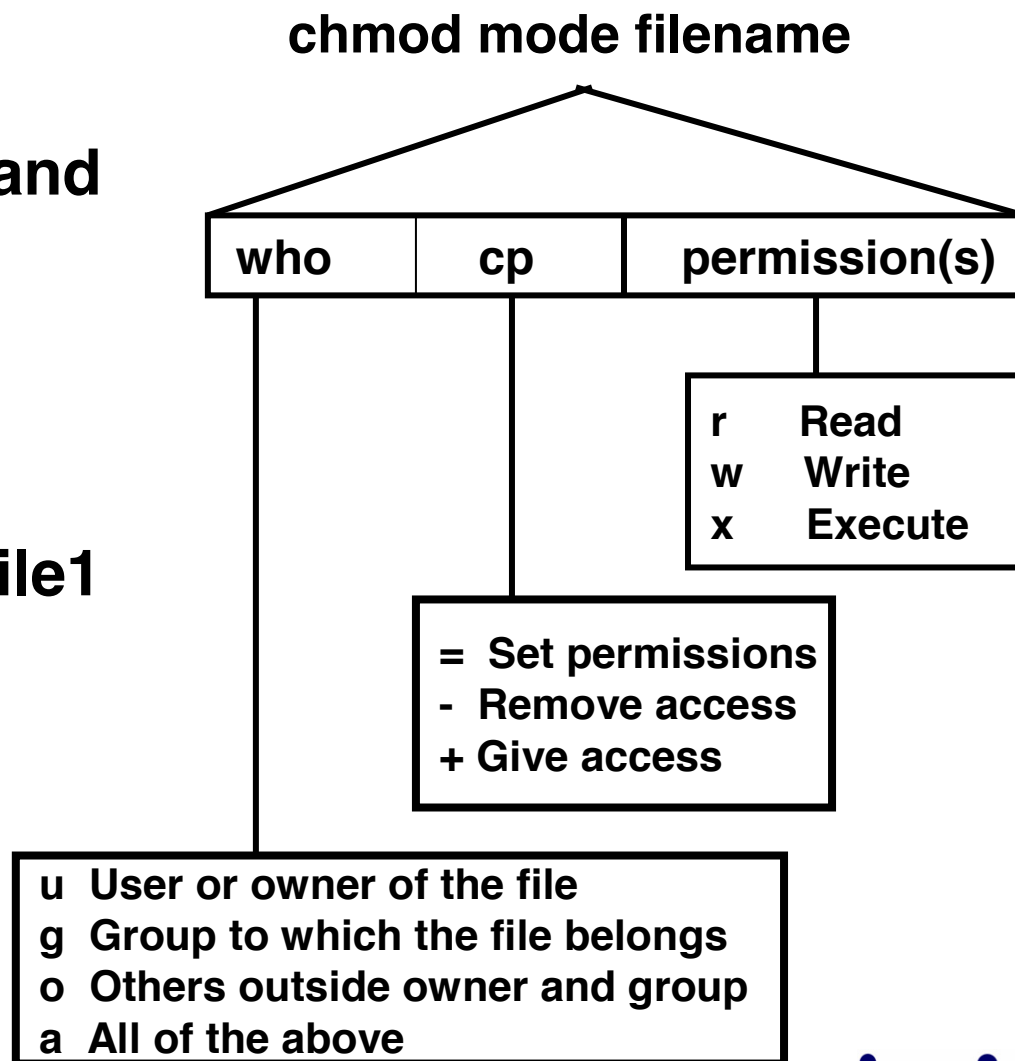 chmod mode filename
and
who cp permission(s)
r Read
w Write
x Execute
ile1
= Set permissions
- Remove access
+ Give access
u User or owner of the file
g Group to which the file belongs
o Others outside owner and group
a All of the above